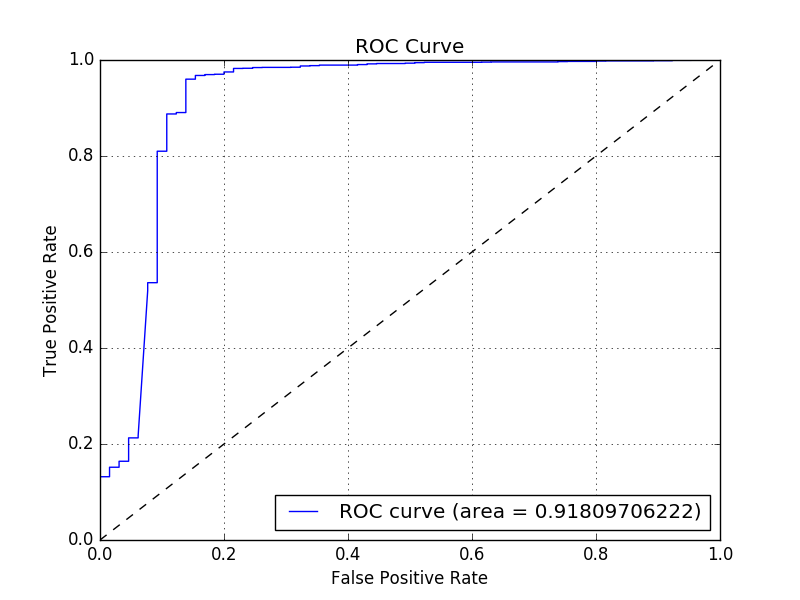 ROC Curve
1.0
0.8
0.6
0.4
0.2
0.0
True Positive Rate
ROC curve (area = 0.91809706222)
0.0 0.2 0.4 0.6 0.8 1.0
False Positive Rate